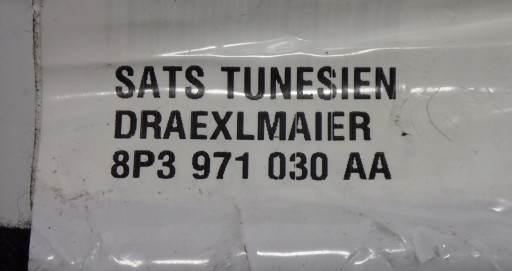 SATS TUNESIEN
DRAEXLMAIER
8P3 971 030 AA